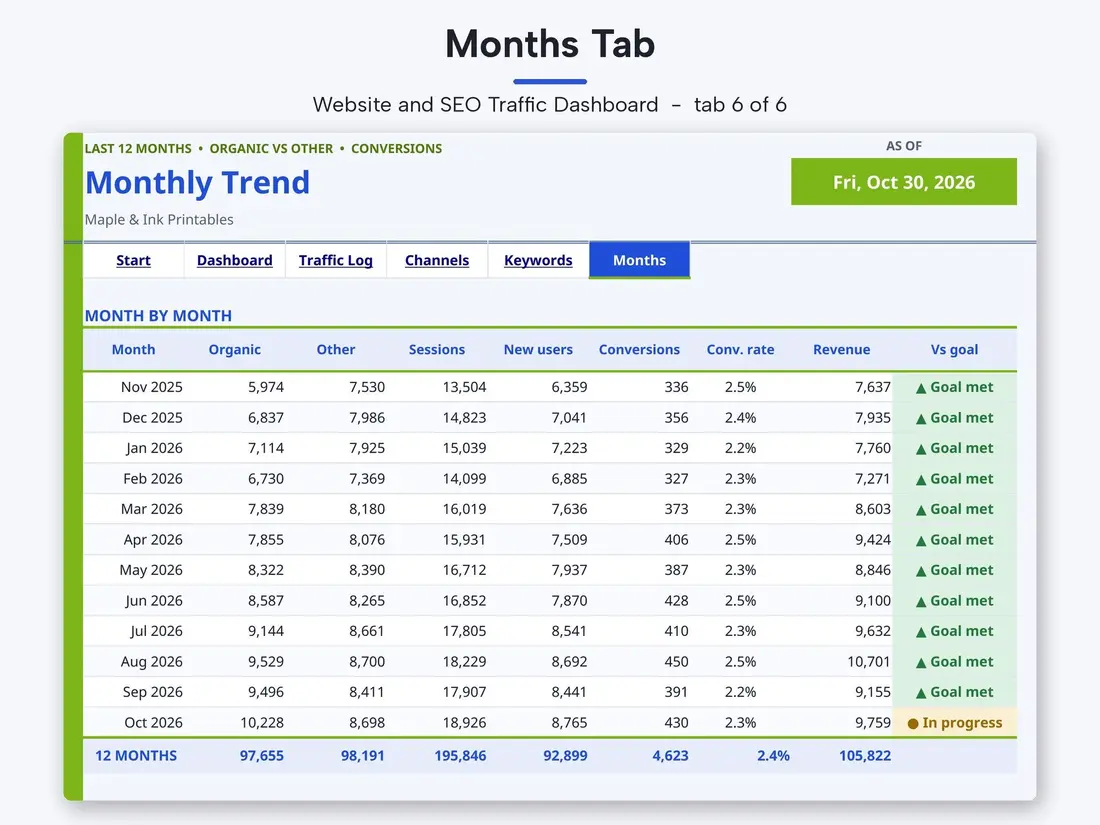 Months Tab
Website and SEO Traffic Dashboard - tab 6 of 6
LAST 12 MONTHS • ORGANIC VS OTHER • CONVERSIONS
AS OF
Monthly Trend
Fri, Oct 30, 2026
Maple & Ink Printables
Start Dashboard Traffic Log Channels Keywords Months
MONTH BY MONTH
Month Organic Other Sessions New users Conversions Conv. rate Revenue Vs goal
Nov 2025 5,974 7,530 13,504 6,359 336 2.5% 7,637 ▲ Goal met
Dec 2025 6,837 7,986 14,823 7,041 356 2.4% 7,935 ▲ Goal met
Jan 2026 7,114 7,925 15,039 7,223 329 2.2% 7,760 ▲ Goal met
Feb 2026 6,730 7,369 14,099 6,885 327 2.3% 7,271 ▲ Goal met
Mar 2026 7,839 8,180 16,019 7,636 373 2.3% 8,603 ▲ Goal met
Apr 2026 7,855 8,076 15,931 7,509 406 2.5% 9,424 ▲ Goal met
May 2026 8,322 8,390 16,712 7,937 387 2.3% 8,846 ▲ Goal met
Jun 2026 8,587 8,265 16,852 7,870 428 2.5% 9,100 ▲ Goal met
Jul 2026 9,144 8,661 17,805 8,541 410 2.3% 9,632 ▲ Goal met
Aug 2026 9,529 8,700 18,229 8,692 450 2.5% 10,701 ▲ Goal met
Sep 2026 9,496 8,411 17,907 8,441 391 2.2% 9,155 ▲ Goal met
Oct 2026 10,228 8,698 18,926 8,765 430 2.3% 9,759 ● In progress
12 MONTHS 97,655 98,191 195,846 92,899 4,623 2.4% 105,822